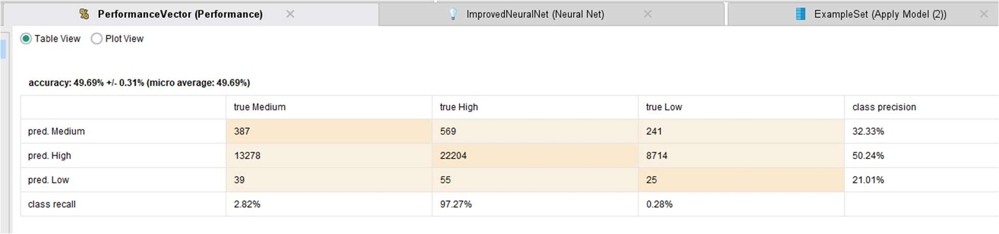 PerformanceVector (Performance) ImprovedNeuralNet (Neural Net) ExampleSet (Apply Model (2))
Table View Plot View
accuracy: 49.69% +/- 0.31% (micro average: 49.69%)
true Medium true High true Low class precision
pred. Medium 387 569 241 32.33%
pred. High 13278 22204 8714 50.24%
pred. Low 39 55 25 21.01%
class recall 2.82% 97.27% 0.28%